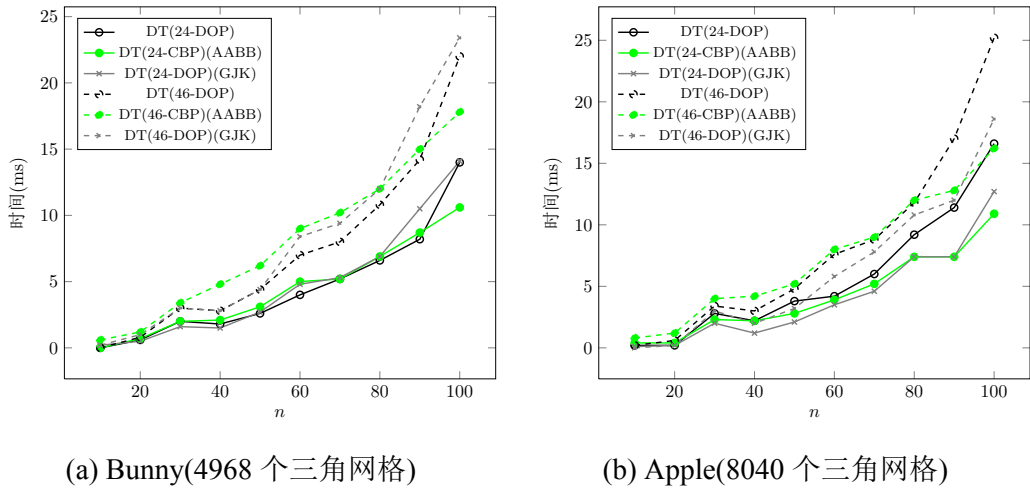 25
20
15
10
5
0
时间(ms)
DT(24-DOP)
DT(24-CBP)(AABB)
DT(24-DOP)(GJK)
DT(46-DOP)
DT(46-CBP)(AABB)
DT(46-DOP)(GJK)
20 40 60 80 100
n
(a) Bunny(4968 个三角网格)
25
20
15
10
5
0
时间(ms)
DT(24-DOP)
DT(24-CBP)(AABB)
DT(24-DOP)(GJK)
DT(46-DOP)
DT(46-CBP)(AABB)
DT(46-DOP)(GJK)
20 40 60 80 100
n
(b) Apple(8040 个三角网格)